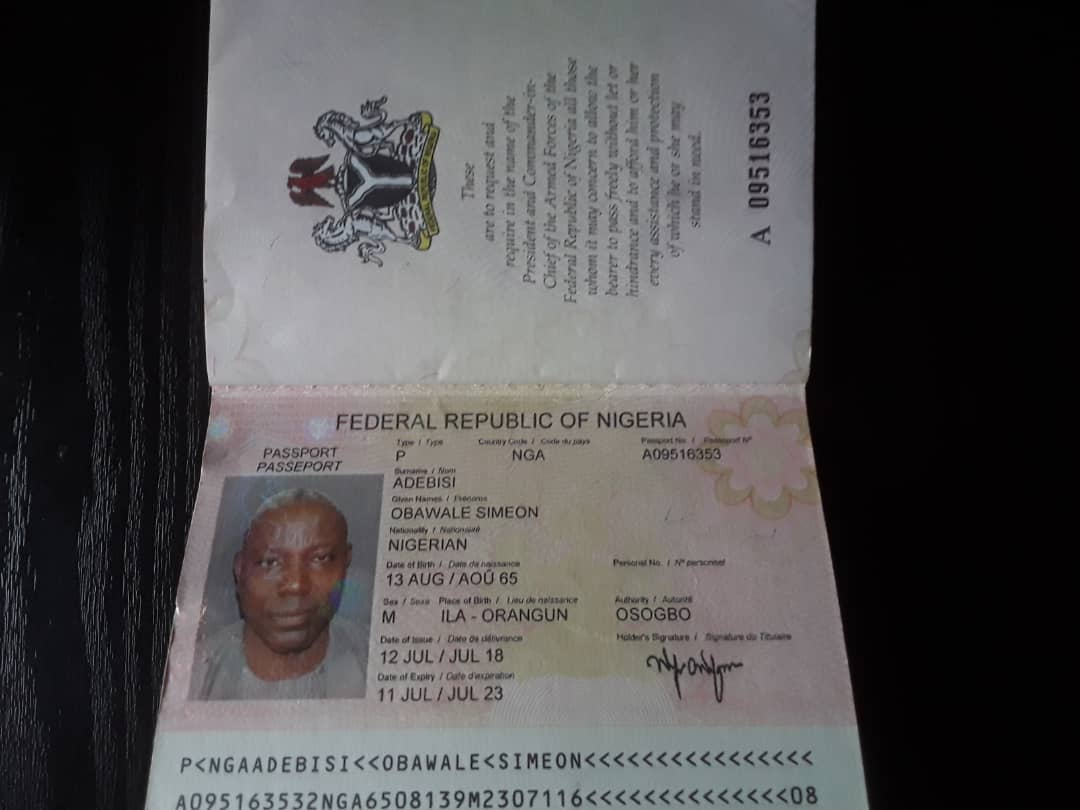 FEDERAL REPUBLIC OF NIGERIA
These
are to request and
require in the name of the
President and Commander-in-
Chief of the Armed Forces of the
Federal Republic of Nigeria all those
whom it may concern to allow the
bearer to pass freely without let or
hindrance and to afford him or her
every assistance and protection
of which he or she may
stand in need.
A 09516353
FEDERAL REPUBLIC OF NIGERIA
PASSPORT
PASSEPORT
Type / Type
P
Country Code / Code du pays
NGA
Passport No. / Passeport N°
A09516353
Surname / Nom
ADEBISI
Given Names / Prénoms
OBAWALE SIMEON
Nationality / Nationalité
NIGERIAN
Date of Birth / Date de naissance
13 AUG / AOÛ 65
Personal No. / N° personnel
Sex / Sexe
M
Place of Birth / Lieu de naissance
ILA - ORANGUN
Authority / Autorité
OSOGBO
Date of Issue / Date de délivrance
12 JUL / JUL 18
Holder's Signature / Signature du Titulaire
Date of Expiry / Date d'expiration
11 JUL / JUL 23
P<NGAADEBISI<<OBAWALE<SIMEON<<<<<<<<<<<<<<<<
A095163532NGA6508139M2307116<<<<<<<<<<<<<<08